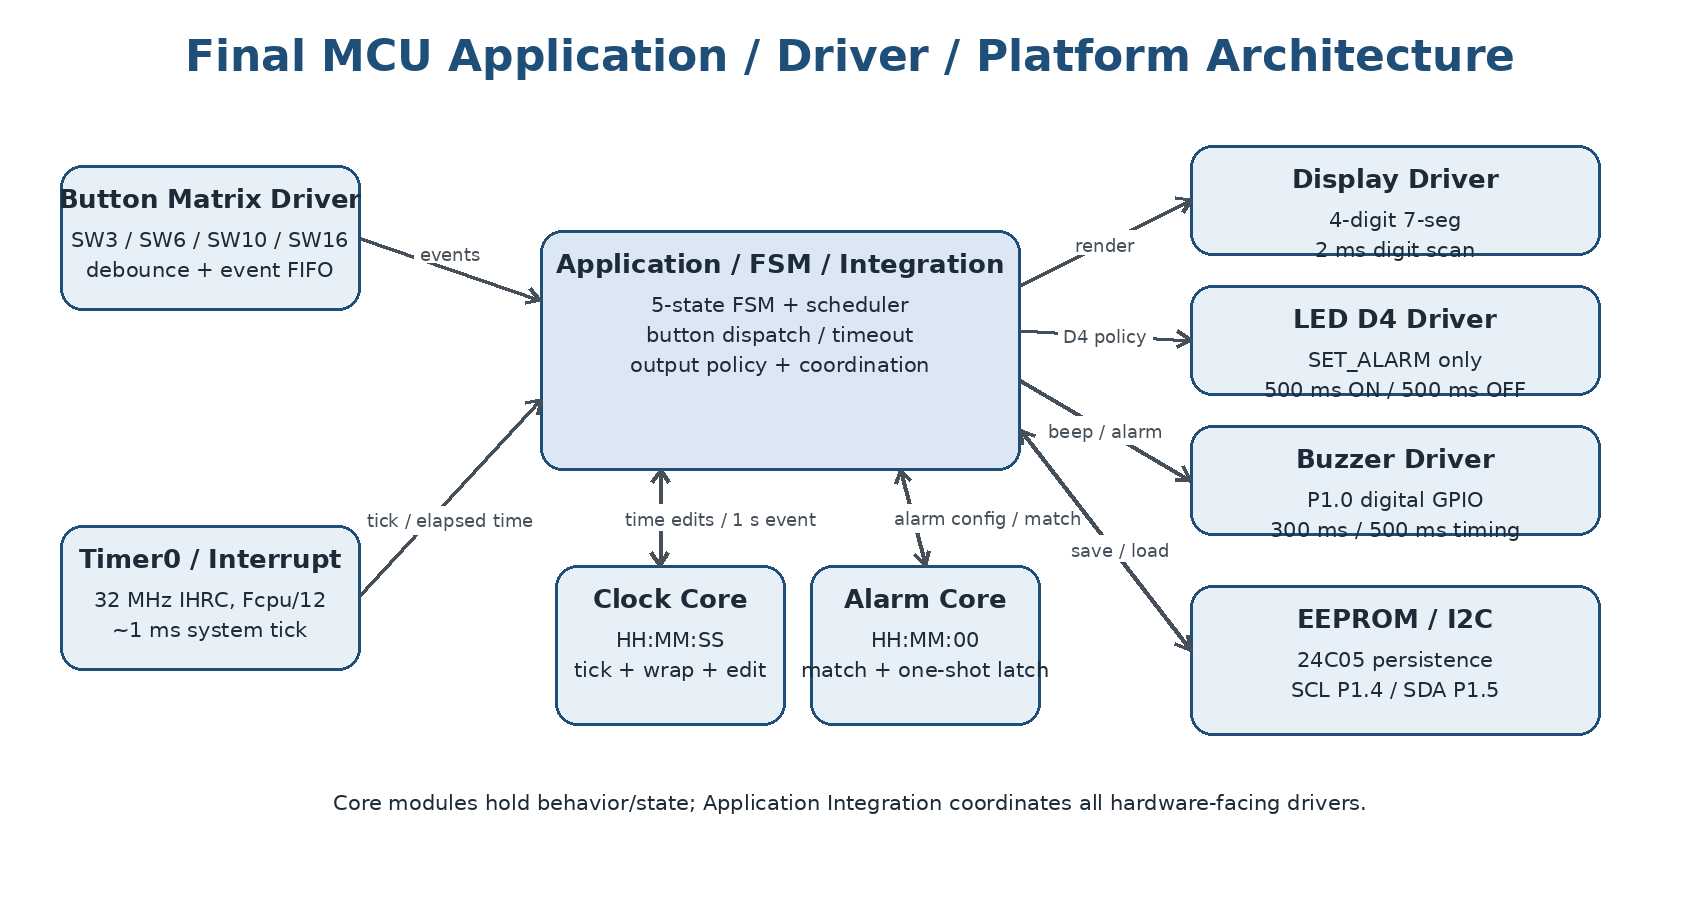 Final MCU Application / Driver / Platform Architecture
Button Matrix Driver
SW3 / SW6 / SW10 / SW16
debounce + event FIFO
events
Timer0 / Interrupt
32 MHz IHRC, Fcpu/12
~1 ms system tick
tick / elapsed time
Application / FSM / Integration
5-state FSM + scheduler
button dispatch / timeout
output policy + coordination
time edits / 1 s event
alarm config / match
Clock Core
HH:MM:SS
tick + wrap + edit
Alarm Core
HH:MM:00
match + one-shot latch
render
D4 policy
beep / alarm
save / load
Display Driver
4-digit 7-seg
2 ms digit scan
LED D4 Driver
SET_ALARM only
500 ms ON / 500 ms OFF
Buzzer Driver
P1.0 digital GPIO
300 ms / 500 ms timing
EEPROM / I2C
24C05 persistence
SCL P1.4 / SDA P1.5
Core modules hold behavior/state; Application Integration coordinates all hardware-facing drivers.